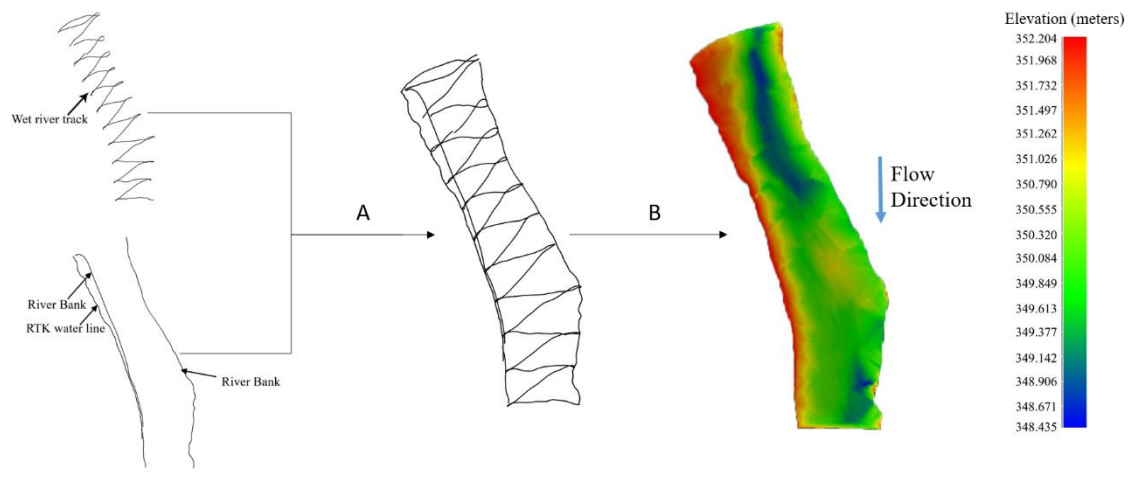 Wet river track
River Bank
RTK water line
River Bank
A
B
Flow
Direction
Elevation (meters)
352.204
351.968
351.732
351.497
351.262
351.026
350.790
350.555
350.320
350.084
349.849
349.613
349.377
349.142
348.906
348.671
348.435